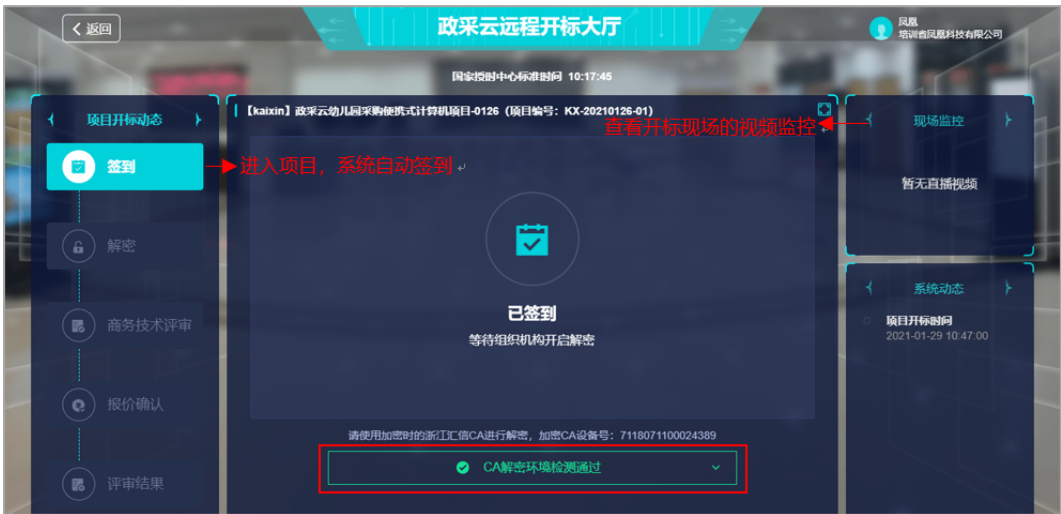 返回
政采云远程开标大厅
凤凰
培训省凤凰科技有限公司
国家授时中心标准时间 10:17:45
项目开标动态
【kaixin】政采云幼儿园采购便携式计算机项目-0126（项目编号：KX-20210126-01）
查看开标现场的视频监控
现场监控
签到
进入项目，系统自动签到
暂无直播视频
解密
系统动态
已签到
项目开标时间
2021-01-29 10:47:00
商务技术评审
等待组织机构开启解密
报价确认
请使用加密时的浙江汇信CA进行解密，加密CA设备号：7118071100024389
CA解密环境检测通过
评审结果